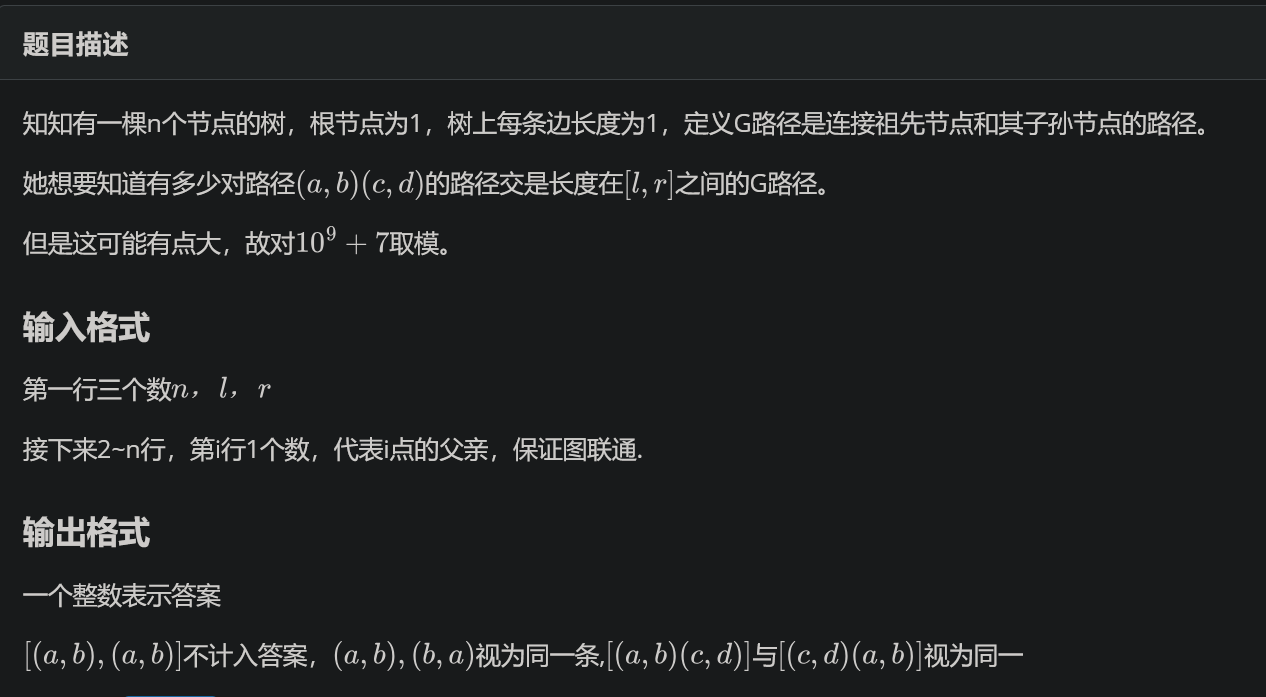 题目描述
知知有一棵n个节点的树，根节点为1，树上每条边长度为1，定义G路径是连接祖先节点和其子孙节点的路径。
她想要知道有多少对路径(a, b)(c, d)的路径交是长度在[l, r]之间的G路径。
但是这可能有点大，故对10^9 + 7取模。
输入格式
第一行三个数n，l，r
接下来2~n行，第i行1个数，代表i点的父亲，保证图联通.
输出格式
一个整数表示答案
[(a, b), (a, b)]不计入答案，(a, b), (b, a)视为同一条,[(a, b)(c, d)]与[(c, d)(a, b)]视为同一